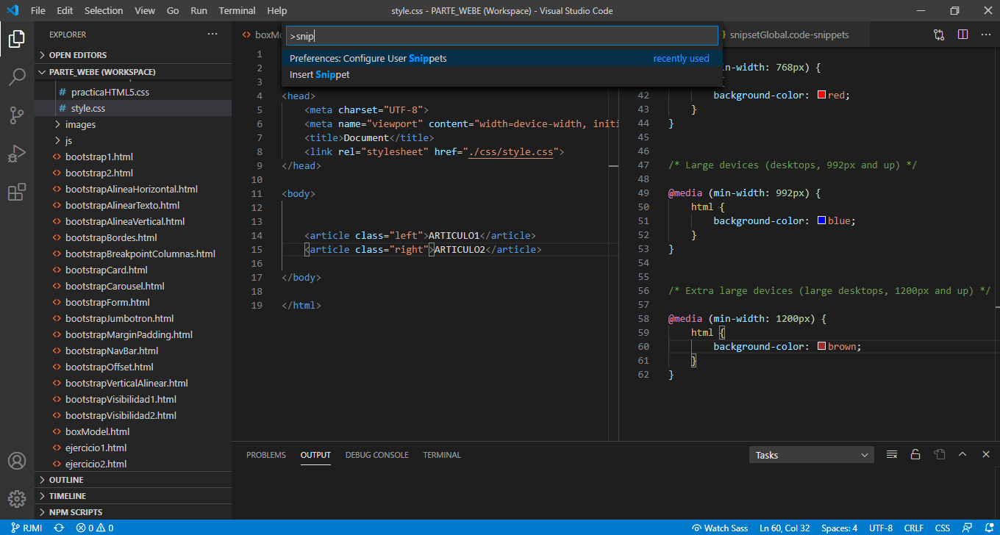 File Edit Selection View Go Run Terminal Help
style.css - PARTE_WEBE (Workspace) - Visual Studio Code
EXPLORER
OPEN EDITORS
PARTE_WEBE (WORKSPACE)
# practicaHTML5.css
# style.css
images
js
bootstrap1.html
bootstrap2.html
bootstrapAlineaHorizontal.html
bootstrapAlinearTexto.html
bootstrapAlineaVertical.html
bootstrapBordes.html
bootstrapBreakpointColumnas.html
bootstrapCard.html
bootstrapCarousel.html
bootstrapForm.html
bootstrapJumbotron.html
bootstrapMarginPadding.html
bootstrapNavBar.html
bootstrapOffset.html
bootstrapVerticalAlinear.html
bootstrapVisibilidad1.html
bootstrapVisibilidad2.html
boxModel.html
ejercicio1.html
ejercicio2.html
OUTLINE
TIMELINE
NPM SCRIPTS
boxMo
>snip
snipsetGlobal.code-snippets
Preferences: Configure User Snippets recently used
Insert Snippet
1
2
3
4 <head>
5 <meta charset="UTF-8">
6 <meta name="viewport" content="width=device-width, initi
7 <title>Document</title>
8 <link rel="stylesheet" href="./css/style.css">
9 </head>
10
11 <body>
12
13
14 <article class="left">ARTICULO1</article>
15 <article class="right">ARTICULO2</article>
16
17 </body>
18
19 </html>
n-width: 768px) {
42 background-color: red;
43 }
44 }
45
46
47 /* Large devices (desktops, 992px and up) */
48
49 @media (min-width: 992px) {
50 html {
51 background-color: blue;
52 }
53 }
54
55
56 /* Extra large devices (large desktops, 1200px and up) */
57
58 @media (min-width: 1200px) {
59 html {
60 background-color: brown;
61 }
62 }
PROBLEMS OUTPUT DEBUG CONSOLE TERMINAL
Tasks
RJMI 0 0
Watch Sass Ln 60, Col 32 Spaces: 4 UTF-8 CRLF CSS